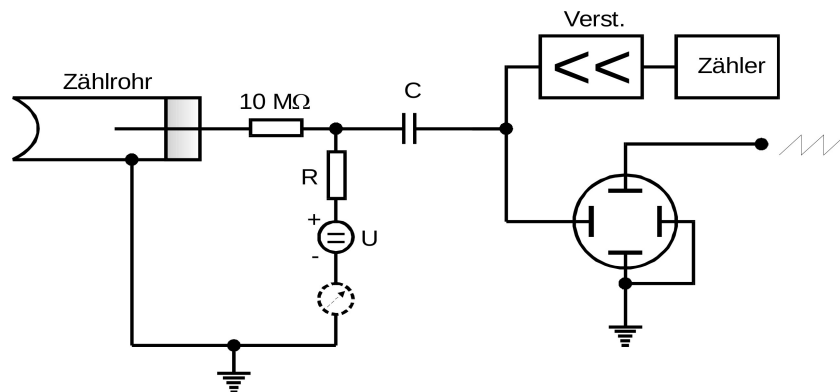 Verst.
Zählrohr
10 MΩ
C
<<
Zähler
R
+
U
=
-